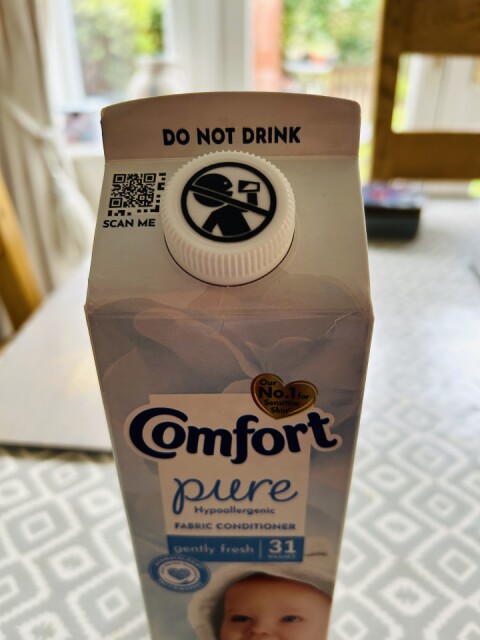 DO NOT DRINK
SCAN ME
Our
No.1 for
Sensitive
Skin
Comfort
pure
Hypoallergenic
FABRIC CONDITIONER
gently fresh | 31
WASHES